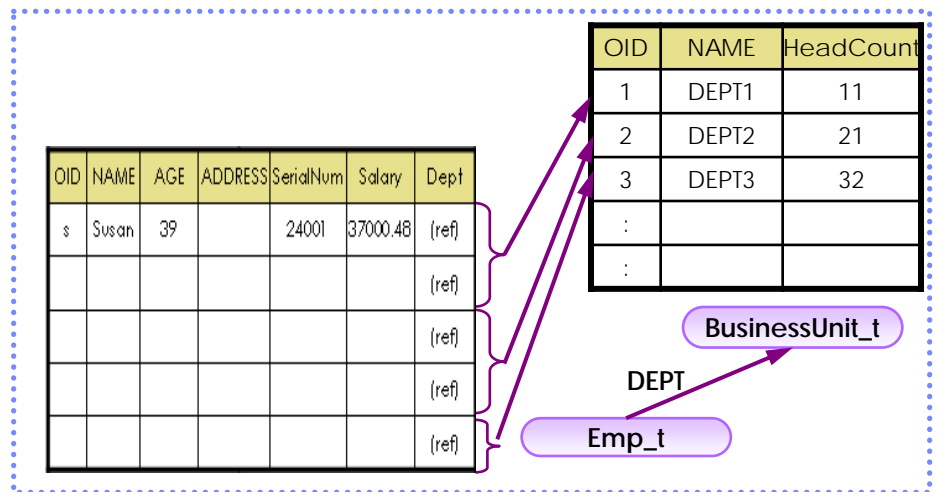 OID NAME HeadCount
1 DEPT1 11
2 DEPT2 21
3 DEPT3 32
:
:
OID NAME AGE ADDRESS SerialNum Salary Dept
s Susan 39 24001 37000.48 (ref)
(ref)
(ref)
(ref)
(ref)
BusinessUnit_t
DEPT
Emp_t